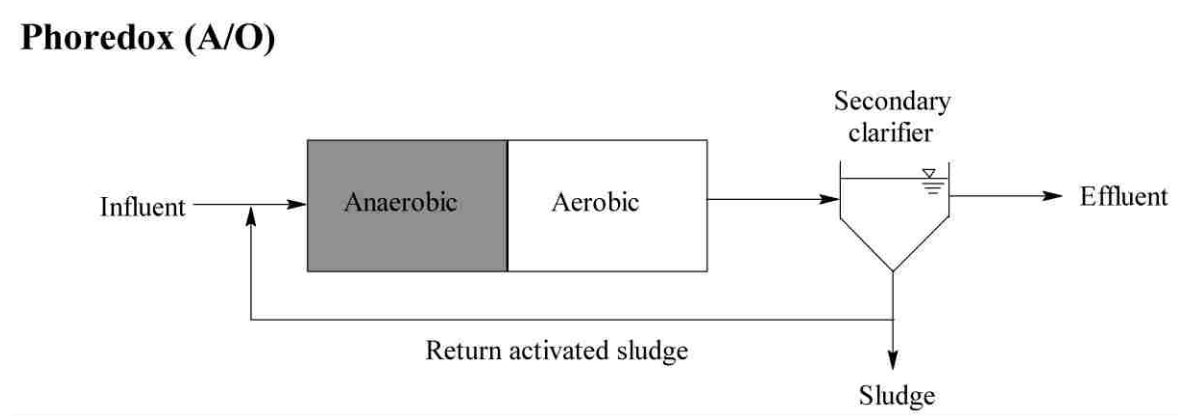 Phoredox (A/O)
Secondary
clarifier
Influent
Anaerobic
Aerobic
Effluent
Return activated sludge
Sludge